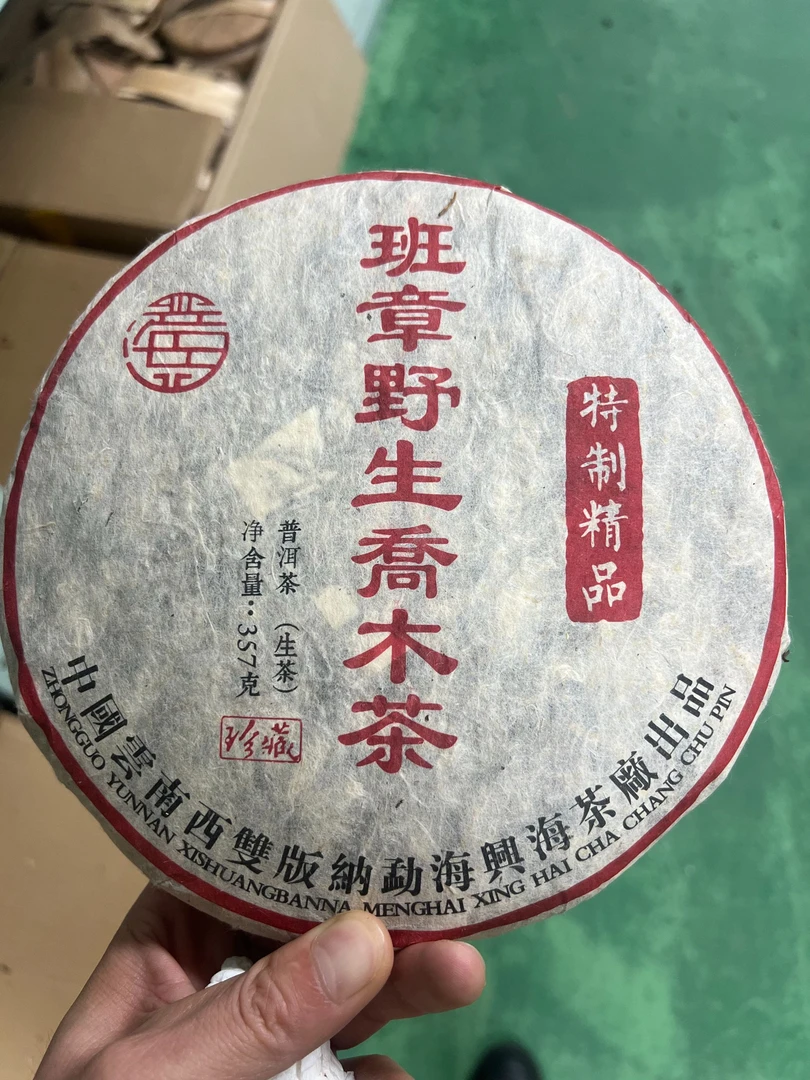 班章野生喬木茶
特制精品
普洱茶（生茶）
净含量：357克
珍藏
中國雲南西雙版納勐海興海茶廠出品
ZHONGGUO YUNNAN XISHUANGBANNA MENGHAI XING HAI CHA CHANG CHU PIN